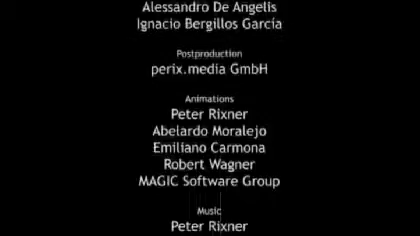 Alessandro De Angelis
Ignacio Bergillos García
Postproduction
perix.media GmbH
Animations
Peter Rixner
Abelardo Moralejo
Emiliano Carmona
Robert Wagner
MAGIC Software Group
Music
Peter Rixner